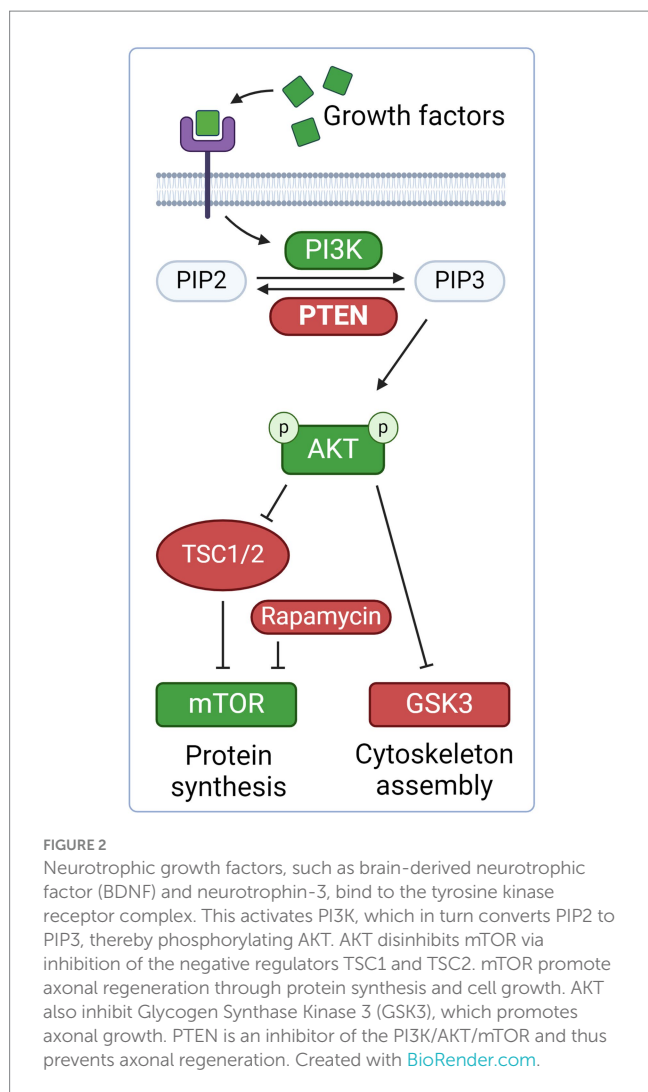 Growth factors
PI3K
PIP2
PIP3
PTEN
p
p
AKT
TSC1/2
Rapamycin
mTOR
GSK3
Protein
synthesis
Cytoskeleton
assembly
FIGURE 2
Neurotrophic growth factors, such as brain-derived neurotrophic
factor (BDNF) and neurotrophin-3, bind to the tyrosine kinase
receptor complex. This activates PI3K, which in turn converts PIP2 to
PIP3, thereby phosphorylating AKT. AKT disinhibits mTOR via
inhibition of the negative regulators TSC1 and TSC2. mTOR promote
axonal regeneration through protein synthesis and cell growth. AKT
also inhibit Glycogen Synthase Kinase 3 (GSK3), which promotes
axonal growth. PTEN is an inhibitor of the PI3K/AKT/mTOR and thus
prevents axonal regeneration. Created with BioRender.com.